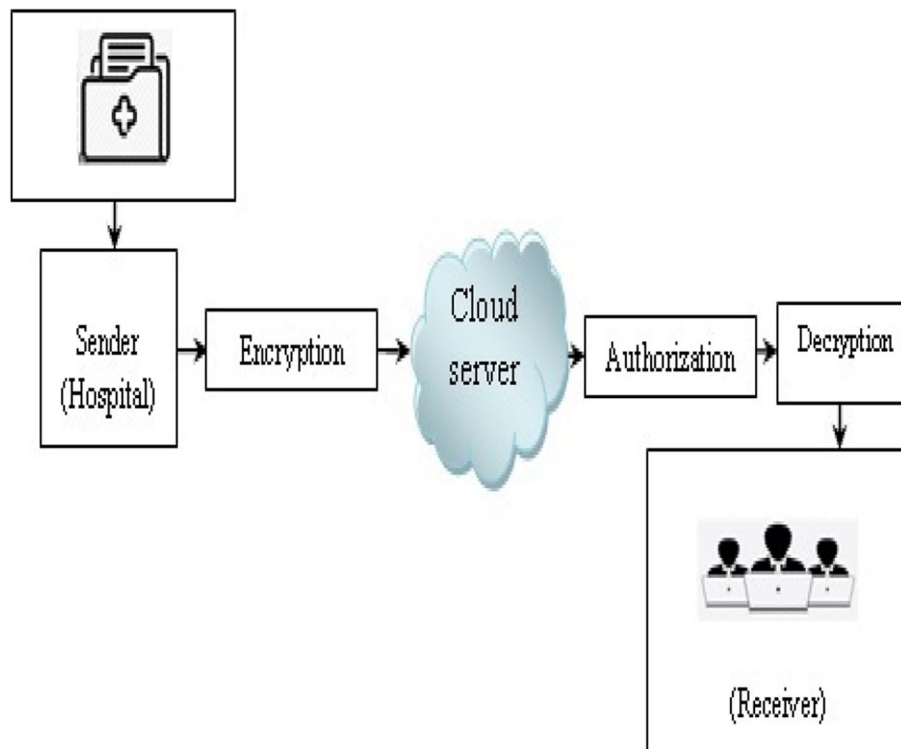 Sender
(Hospital)
Encryption
Cloud
server
Authorization
Decryption
(Receiver)